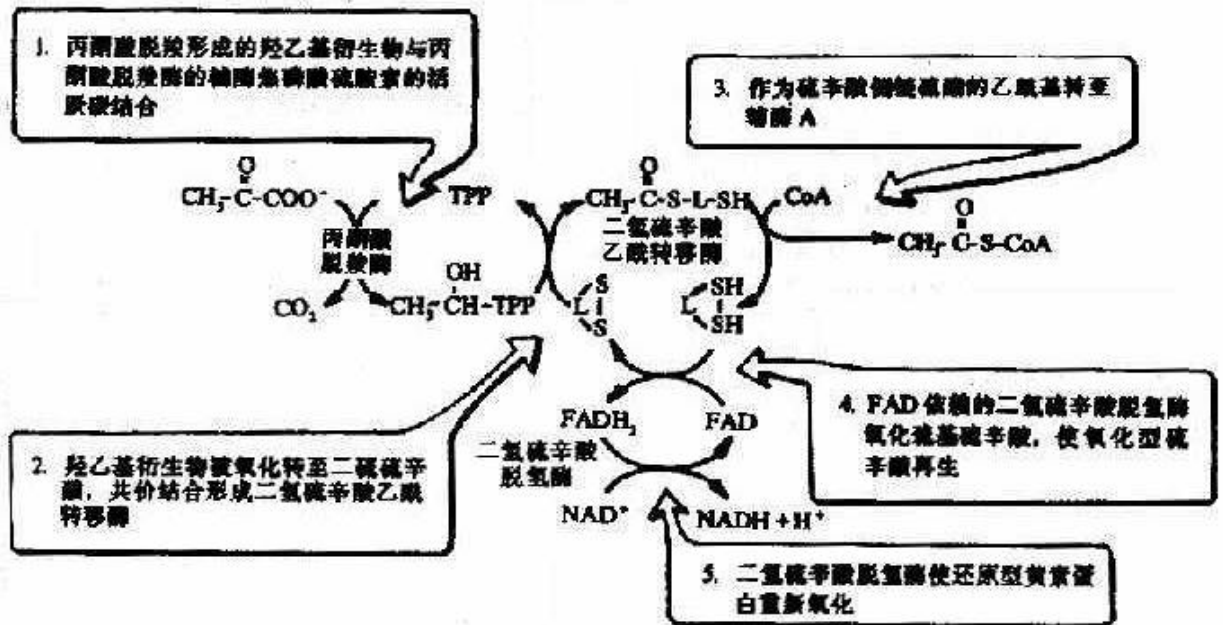 1. 丙酮酸脱羧形成的羟乙基衍生物与丙
酮酸脱羧酶的辅酶焦磷酸硫胺素的活
泼碳结合
3. 作为硫辛酸侧链硫酯的乙酰基转至
辅酶 A
O
CH₃-C-COO⁻
TPP
O
CH₃-C-S-L-SH
CoA
O
CH₃-C-S-CoA
丙酮酸
脱羧酶
二氢硫辛酸
乙酰转移酶
CO₂
OH
CH₃-CH-TPP
S
L
S
SH
L
SH
FADH₂
FAD
二氢硫辛酸
脱氢酶
NAD⁺
NADH + H⁺
2. 羟乙基衍生物被氧化转至二硫硫辛
酸，共价结合形成二氢硫辛酸乙酰
转移酶
4. FAD 依赖的二氢硫辛酸脱氢酶
氧化巯基硫辛酸，使氧化型硫
辛酸再生
5. 二氢硫辛酸脱氢酶使还原型黄素蛋
白重新氧化